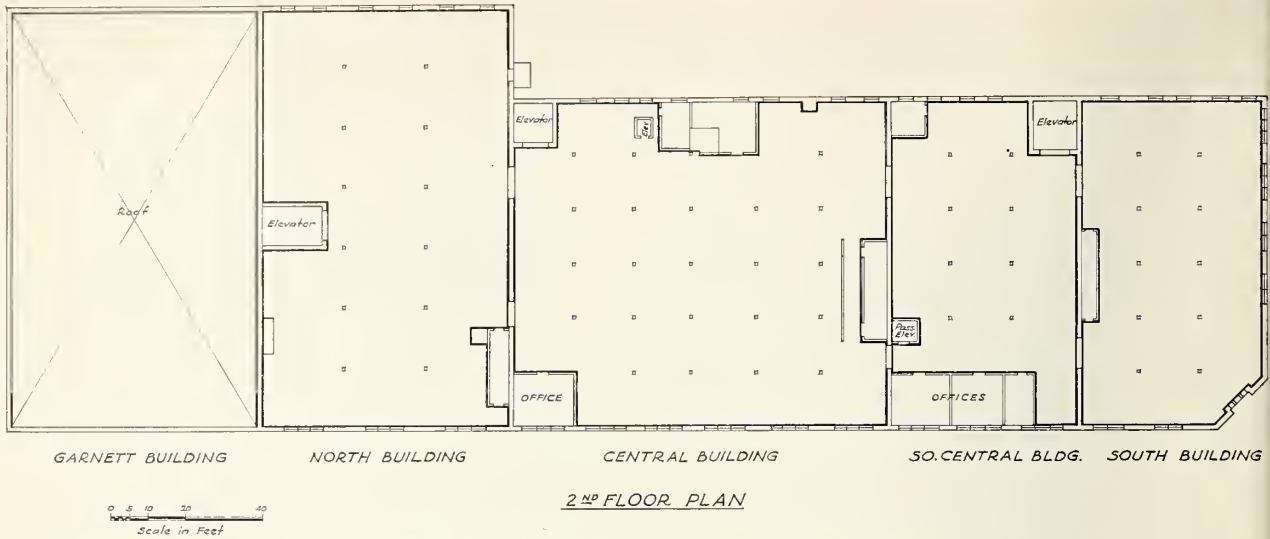 Elevator
Elev
Elevator
Roof
Elevator
Pass.
Elev.
OFFICE
OFFICES
GARNETT BUILDING
NORTH BUILDING
CENTRAL BUILDING
SO. CENTRAL BLDG.
SOUTH BUILDING
2ND FLOOR PLAN
0 5 10 20 40
Scale in Feet